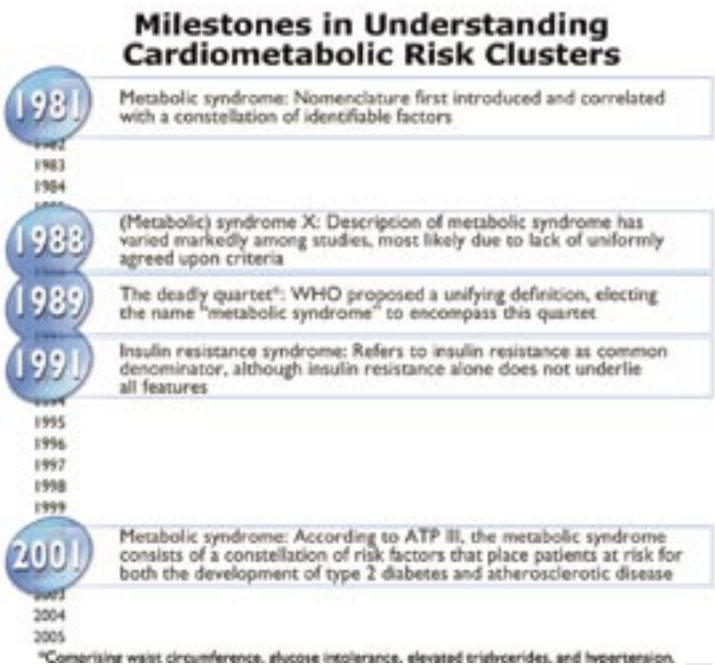 Milestones in Understanding
Cardiometabolic Risk Clusters
1981
Metabolic syndrome: Nomenclature first introduced and correlated
with a constellation of identifiable factors
1982
1983
1984
1988
(Metabolic) syndrome X: Description of metabolic syndrome has
varied markedly among studies, most likely due to lack of uniformly
agreed upon criteria
1989
The deadly quartet*: WHO proposed a unifying definition, electing
the name "metabolic syndrome" to encompass this quartet
1991
Insulin resistance syndrome: Refers to insulin resistance as common
denominator, although insulin resistance alone does not underlie
all features
1994
1995
1996
1997
1998
1999
2001
Metabolic syndrome: According to ATP III, the metabolic syndrome
consists of a constellation of risk factors that place patients at risk for
both the development of type 2 diabetes and atherosclerotic disease
2003
2004
2005
*Comprising waist circumference, glucose intolerance, elevated triglycerides, and hypertension.